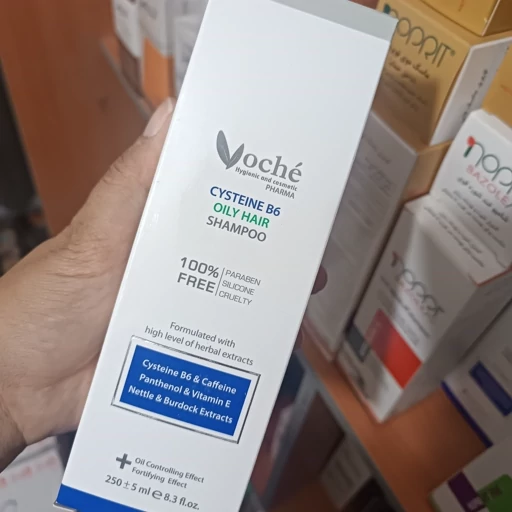 Voché
Hygienic and cosmetic
PHARMA
CYSTEINE B6
OILY HAIR
SHAMPOO
100%
FREE
PARABEN
SILICONE
CRUELTY
Formulated with
high level of herbal extracts
Cysteine B6 & Caffeine
Panthenol & Vitamin E
Nettle & Burdock Extracts
+ Oil Controlling Effect
Fortifying Effect
250 ± 5 ml e 8.3 fl.oz.
NOPRIT
noprit